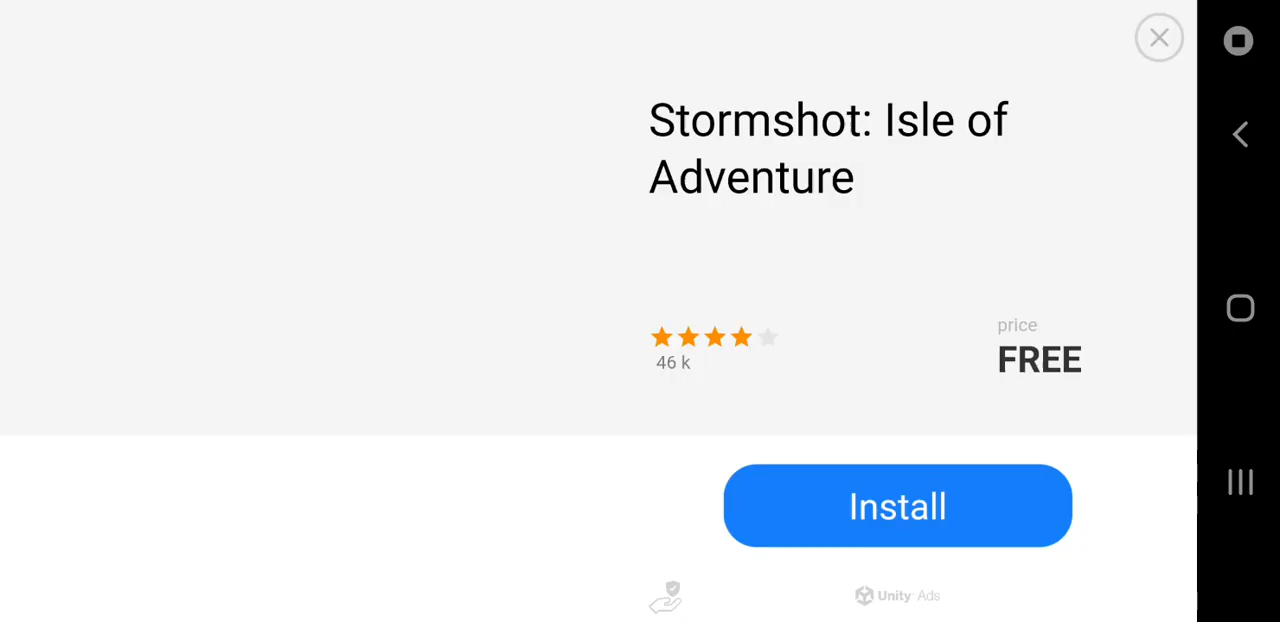 Stormshot: Isle of
Adventure
46 k
price
FREE
Install
Unity Ads